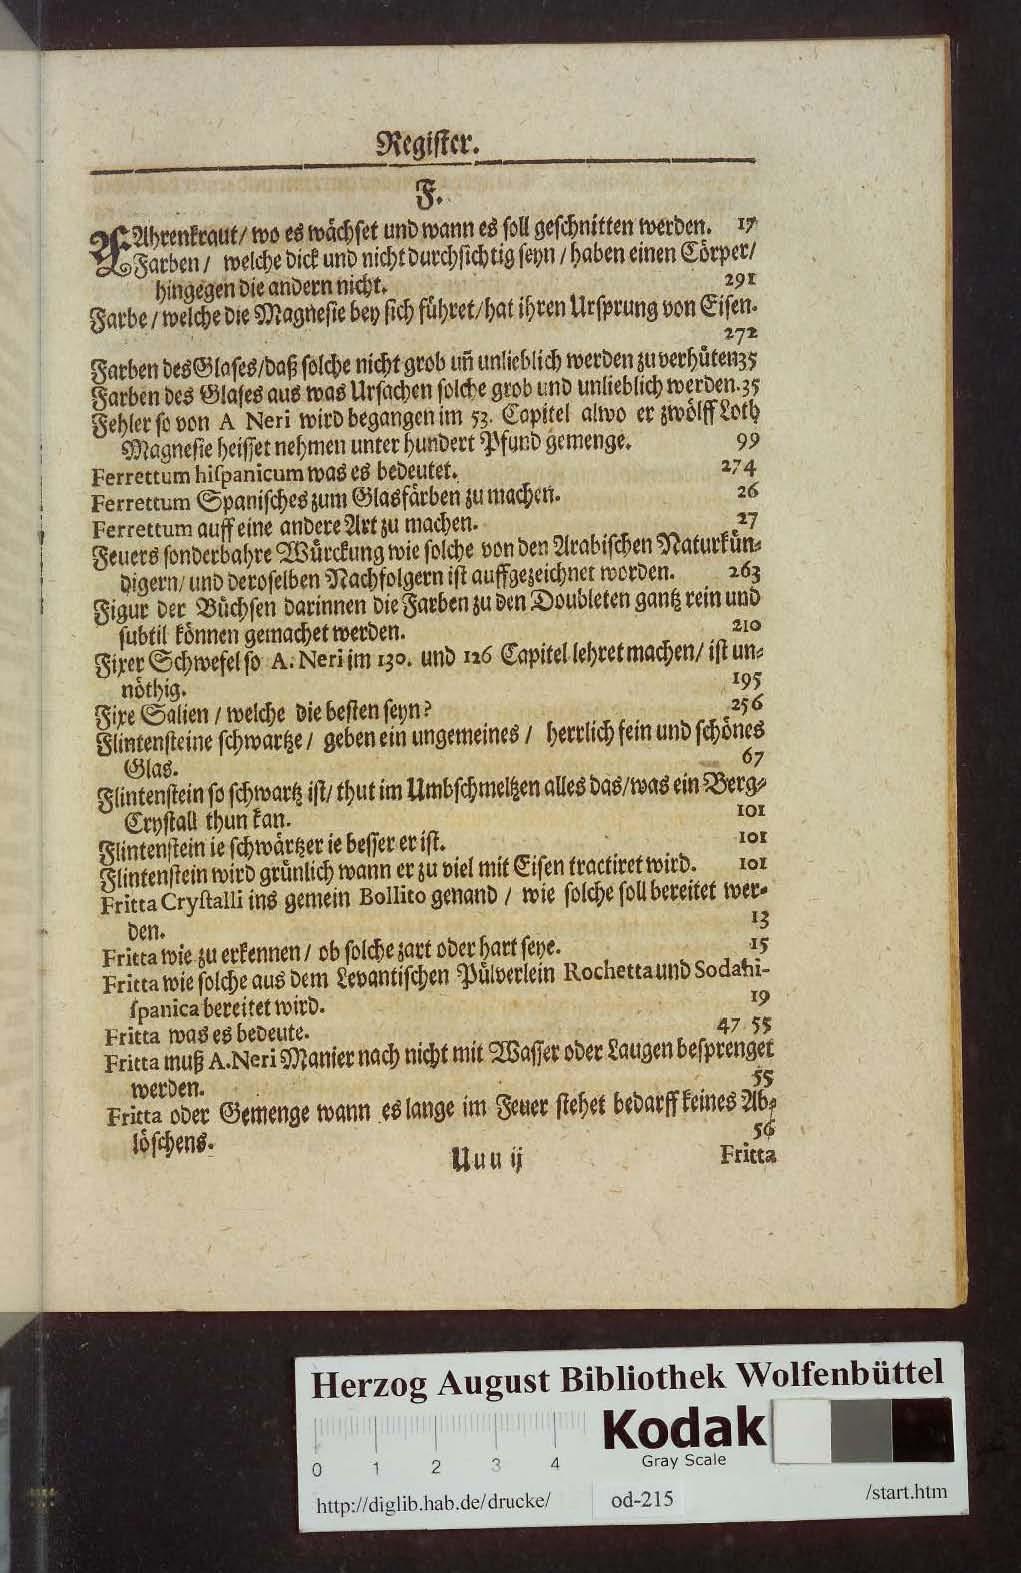 Register.
F.
FAhrenkraut/ wo es wächset und wann es soll geschnitten werden. 17
Farben / welche dick und nicht durchsichtig seyn / haben einen Cörper/
hingegen die andern nicht. 291
Farbe / welche die Magnesie bey sich führet/ hat ihren Ursprung von Eisen.
272
Farben des Glases/ daß solche nicht grob uñ unlieblich werden zu verhüten 35
Farben des Glases aus was Ursachen solche grob und unlieblich werden. 35
Fehler so von A Neri wird begangen im 53. Capitel alwo er zwölff Loth
Magnesie heisset nehmen unter hundert Pfund gemenge. 99
Ferrettum hiſpanicum was es bedeutet. 274
Ferrettum Spanisches zum Glasfärben zu machen. 26
Ferrettum auff eine andere Art zu machen. 27
Feuers sonderbahre Würckung wie solche von den Arabischen Naturkün-
digern/ und deroselben Nachfolgern ist auffgezeichnet worden. 263
Figur der Büchsen darinnen die Farben zu den Doubleten gantz rein und
subtil können gemachet werden. 210
Fixer Schwefel so A. Neri im 130. und 126 Capitel lehret machen/ ist un-
nöthig. 195
Fixe Salien / welche die besten seyn? 256
Flintensteine schwartze / geben ein ungemeines / herrlich fein und schönes
Glas. 67
Flintenstein so schwartz ist/ thut im Umbschmeltzen alles das/ was ein Berg-
Crystall thun kan. 101
Flintenstein ie schwärtzer ie besser er ist. 101
Flintenstein wird grünlich wann er zu viel mit Eisen tractiret wird. 101
Fritta Cryſtalli ins gemein Bollito genand / wie solche soll bereitet wer-
den. 13
Fritta wie zu erkennen / ob solche zart oder hart seye. 15
Fritta wie solche aus dem Levantischen Pülverlein Rochetta und Soda hi-
ſpanica bereitet wird. 19
Fritta was es bedeute. 47 55
Fritta muß A. Neri Manier nach nicht mit Wasser oder Laugen besprenget
werden. 55
Fritta oder Gemenge wann es lange im Feuer stehet bedarff keines Ab-
löschens. 56
Uuu ij Fritta
Herzog August Bibliothek Wolfenbüttel
Kodak
Gray Scale
0 1 2 3 4
http://diglib.hab.de/drucke/ od-215 /start.htm